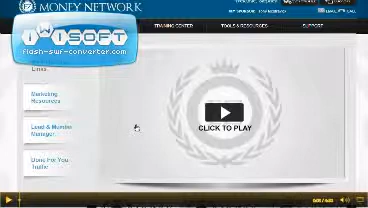 MONEY NETWORK
iWiSOFT
flash-swf-converter.com
TRAINING CENTER
TOOLS & RESOURCES
SUPPORT
Links
Marketing
Resources
Lead & Member
Manager
Done For You
Traffic
CLICK TO PLAY